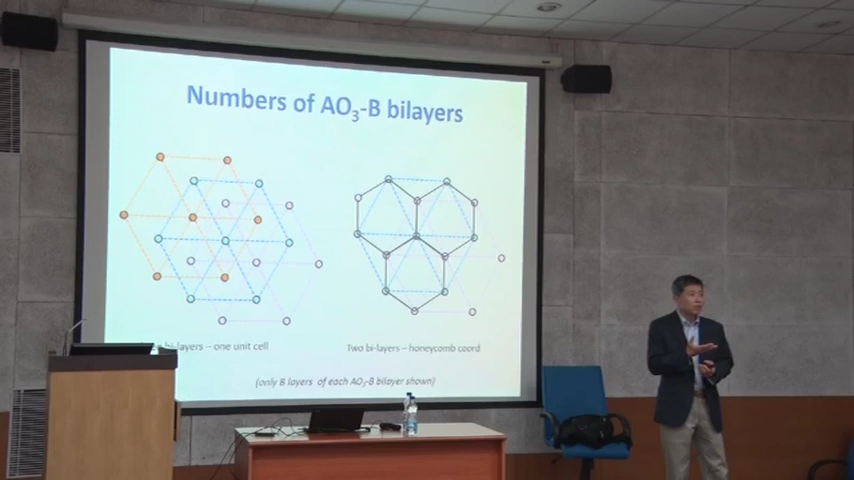 Numbers of AO₃-B bilayers
bi-layers – one unit cell
Two bi-layers – honeycomb coord
(only B layers of each AO₃-B bilayer shown)